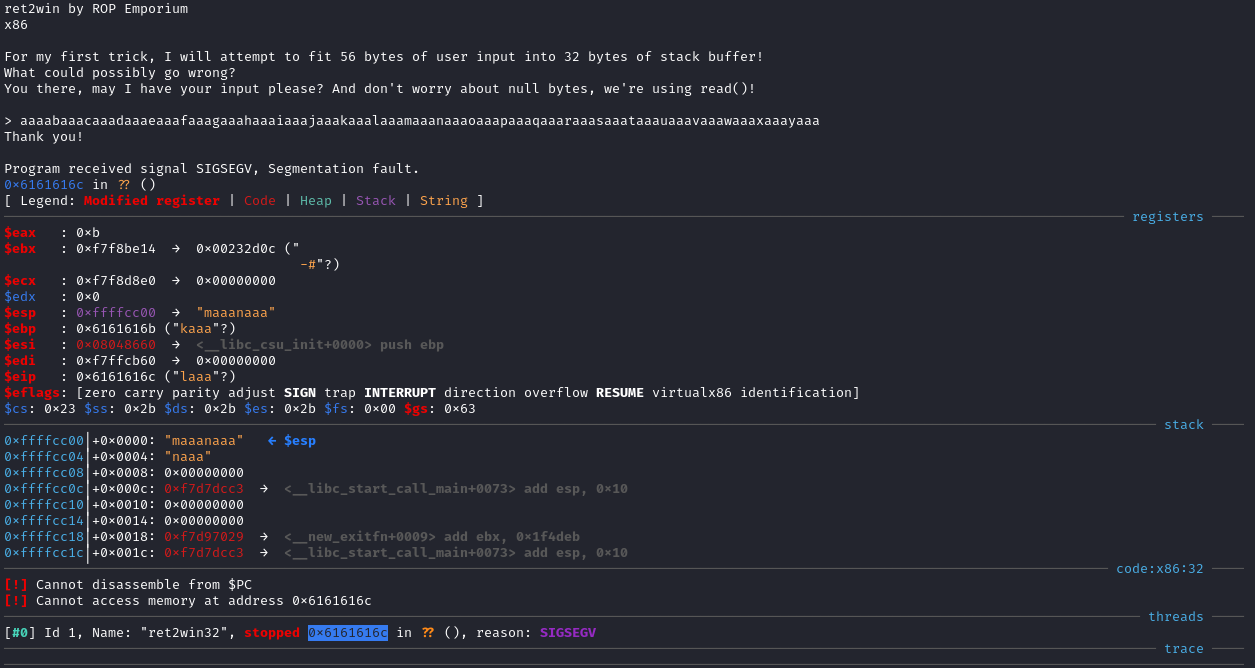 ret2win by ROP Emporium
x86
For my first trick, I will attempt to fit 56 bytes of user input into 32 bytes of stack buffer!
What could possibly go wrong?
You there, may I have your input please? And don't worry about null bytes, we're using read()!
> aaaabaaacaaadaaaeaaafaaagaaahaaaiaaajaaakaaalaaamaaanaaaoaaapaaaqaaaraaasaaataaauaaavaaawaaaxaaayaaa
Thank you!
Program received signal SIGSEGV, Segmentation fault.
0×6161616c in ?? ()
[ Legend: Modified register | Code | Heap | Stack | String ]
registers
$eax   : 0×b
$ebx   : 0×f7f8be14  →  0×00232d0c ("
-#"?)
$ecx   : 0×f7f8d8e0  →  0×00000000
$edx   : 0×0
$esp   : 0×ffffcc00  →  "maaanaaa"
$ebp   : 0×6161616b ("kaaa"?)
$esi   : 0×08048660  →  <__libc_csu_init+0000> push ebp
$edi   : 0×f7ffcb60  →  0×00000000
$eip   : 0×6161616c ("laaa"?)
$eflags: [zero carry parity adjust SIGN trap INTERRUPT direction overflow RESUME virtualx86 identification]
$cs: 0×23 $ss: 0×2b $ds: 0×2b $es: 0×2b $fs: 0×00 $gs: 0×63
stack
0×ffffcc00│+0×0000: "maaanaaa"   ← $esp
0×ffffcc04│+0×0004: "naaa"
0×ffffcc08│+0×0008: 0×00000000
0×ffffcc0c│+0×000c: 0×f7d7dcc3  →  <__libc_start_call_main+0073> add esp, 0×10
0×ffffcc10│+0×0010: 0×00000000
0×ffffcc14│+0×0014: 0×00000000
0×ffffcc18│+0×0018: 0×f7d97029  →  <__new_exitfn+0009> add ebx, 0×1f4deb
0×ffffcc1c│+0×001c: 0×f7d7dcc3  →  <__libc_start_call_main+0073> add esp, 0×10
code:x86:32
[!] Cannot disassemble from $PC
[!] Cannot access memory at address 0×6161616c
threads
[#0] Id 1, Name: "ret2win32", stopped 0×6161616c in ?? (), reason: SIGSEGV
trace